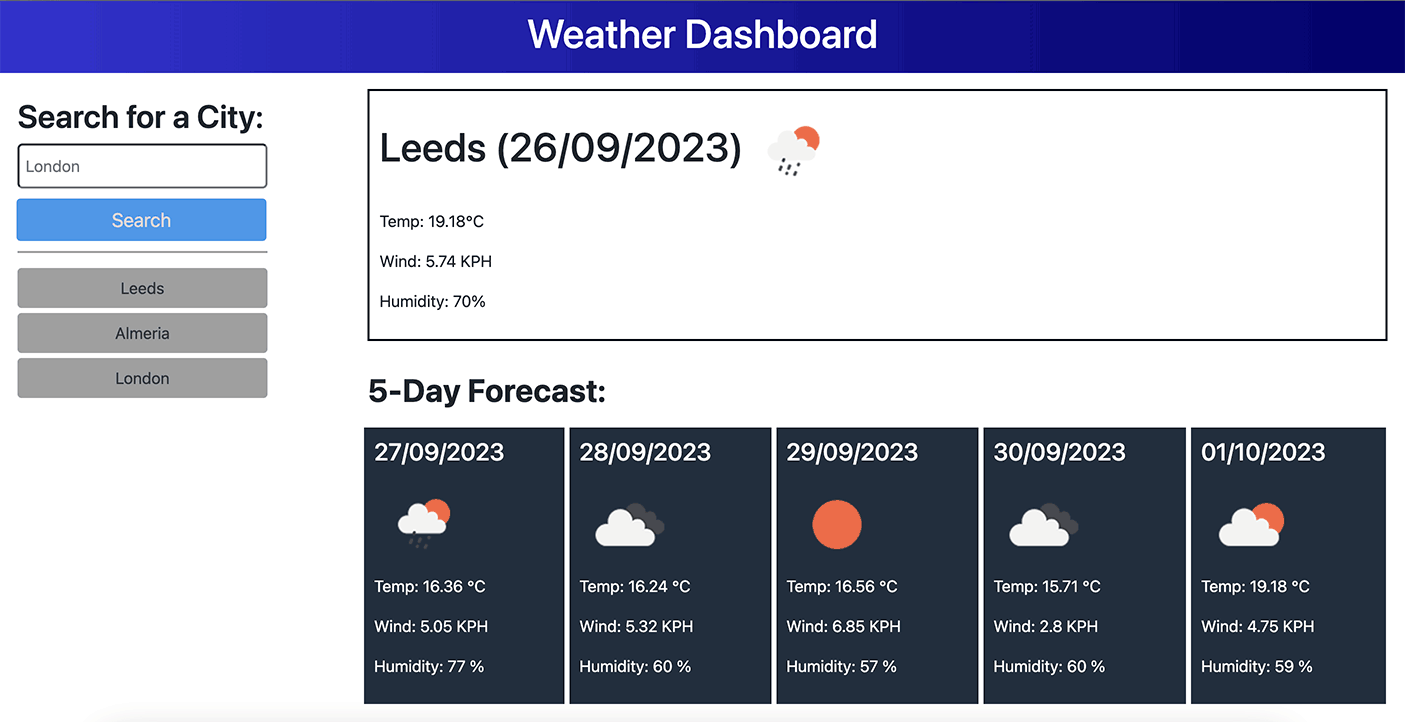 Weather Dashboard
Search for a City:
London
Search
Leeds
Almeria
London
Leeds (26/09/2023)
Temp: 19.18°C
Wind: 5.74 KPH
Humidity: 70%
5-Day Forecast:
27/09/2023
Temp: 16.36 °C
Wind: 5.05 KPH
Humidity: 77 %
28/09/2023
Temp: 16.24 °C
Wind: 5.32 KPH
Humidity: 60 %
29/09/2023
Temp: 16.56 °C
Wind: 6.85 KPH
Humidity: 57 %
30/09/2023
Temp: 15.71 °C
Wind: 2.8 KPH
Humidity: 60 %
01/10/2023
Temp: 19.18 °C
Wind: 4.75 KPH
Humidity: 59 %